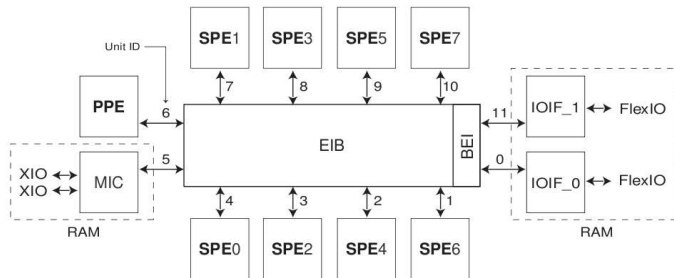 SPE1 SPE3 SPE5 SPE7
Unit ID
7 8 9 10
PPE 6 11 IOIF_1 FlexIO
EIB BEI
XIO MIC 5 0 IOIF_0 FlexIO
XIO
4 3 2 1
RAM RAM
SPE0 SPE2 SPE4 SPE6